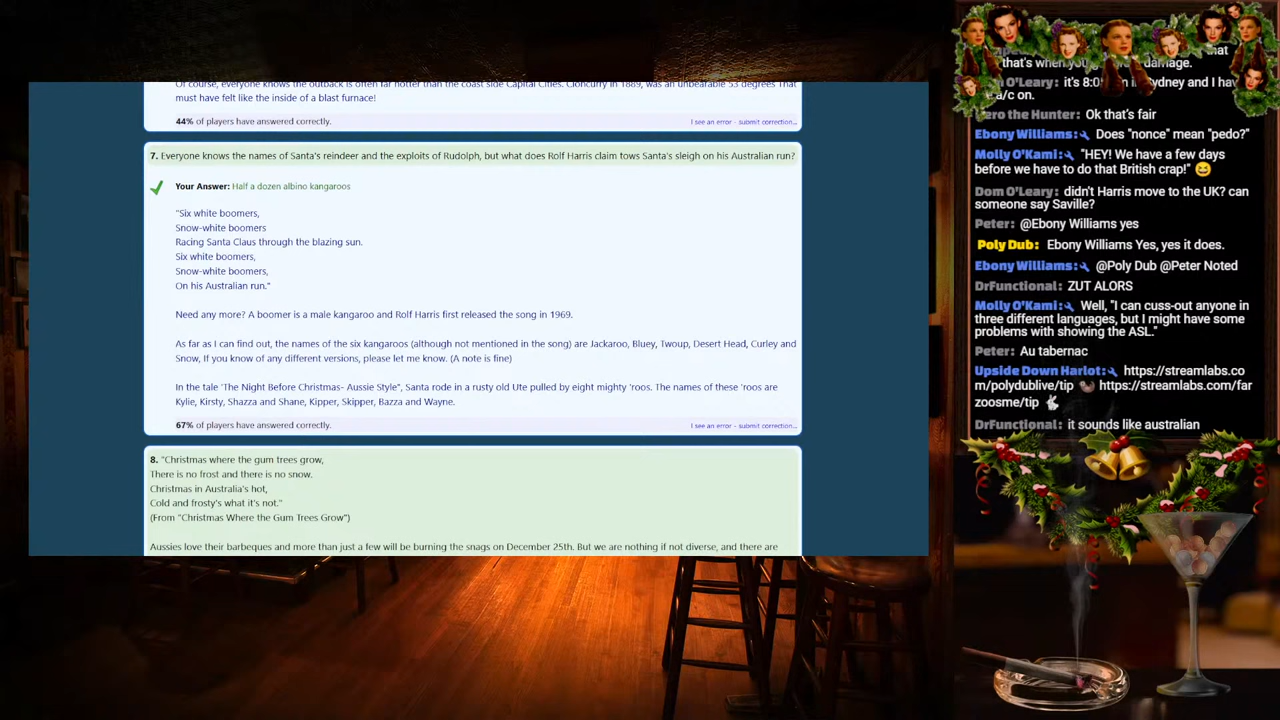 Of course, everyone knows the outback is often far hotter than the coast side Capital Cities. Cloncurry in 1889, was an unbearable 53 degrees That
must have felt like the inside of a blast furnace!
44% of players have answered correctly.
I see an error - submit correction...
7. Everyone knows the names of Santa's reindeer and the exploits of Rudolph, but what does Rolf Harris claim tows Santa's sleigh on his Australian run?
Your Answer: Half a dozen albino kangaroos
"Six white boomers,
Snow-white boomers
Racing Santa Claus through the blazing sun.
Six white boomers,
Snow-white boomers,
On his Australian run."
Need any more? A boomer is a male kangaroo and Rolf Harris first released the song in 1969.
As far as I can find out, the names of the six kangaroos (although not mentioned in the song) are Jackaroo, Bluey, Twoup, Desert Head, Curley and
Snow, If you know of any different versions, please let me know. (A note is fine)
In the tale 'The Night Before Christmas- Aussie Style", Santa rode in a rusty old Ute pulled by eight mighty 'roos. The names of these 'roos are
Kylie, Kirsty, Shazza and Shane, Kipper, Skipper, Bazza and Wayne.
67% of players have answered correctly.
I see an error - submit correction...
8. "Christmas where the gum trees grow,
There is no frost and there is no snow.
Christmas in Australia's hot,
Cold and frosty's what it's not."
(From "Christmas Where the Gum Trees Grow")
Aussies love their barbeques and more than just a few will be burning the snags on December 25th. But we are nothing if not diverse, and there are
that
that's when you damage.
O'Leary: it's 8:0 in Sydney and I have
a/c on.
ero the Hunter: Ok that's fair
Ebony Williams: Does "nonce" mean "pedo?"
Molly O'Kami: "HEY! We have a few days
before we have to do that British crap!" 😆
Dom O'Leary: didn't Harris move to the UK? can
someone say Saville?
Peter: @Ebony Williams yes
Poly Dub: Ebony Williams Yes, yes it does.
Ebony Williams: @Poly Dub @Peter Noted
DrFunctional: ZUT ALORS
Molly O'Kami: Well, "I can cuss-out anyone in
three different languages, but I might have some
problems with showing the ASL."
Peter: Au tabernac
Upside Down Harlot: https://streamlabs.co
m/polydublive/tip https://streamlabs.com/far
zoosme/tip
DrFunctional: it sounds like australian